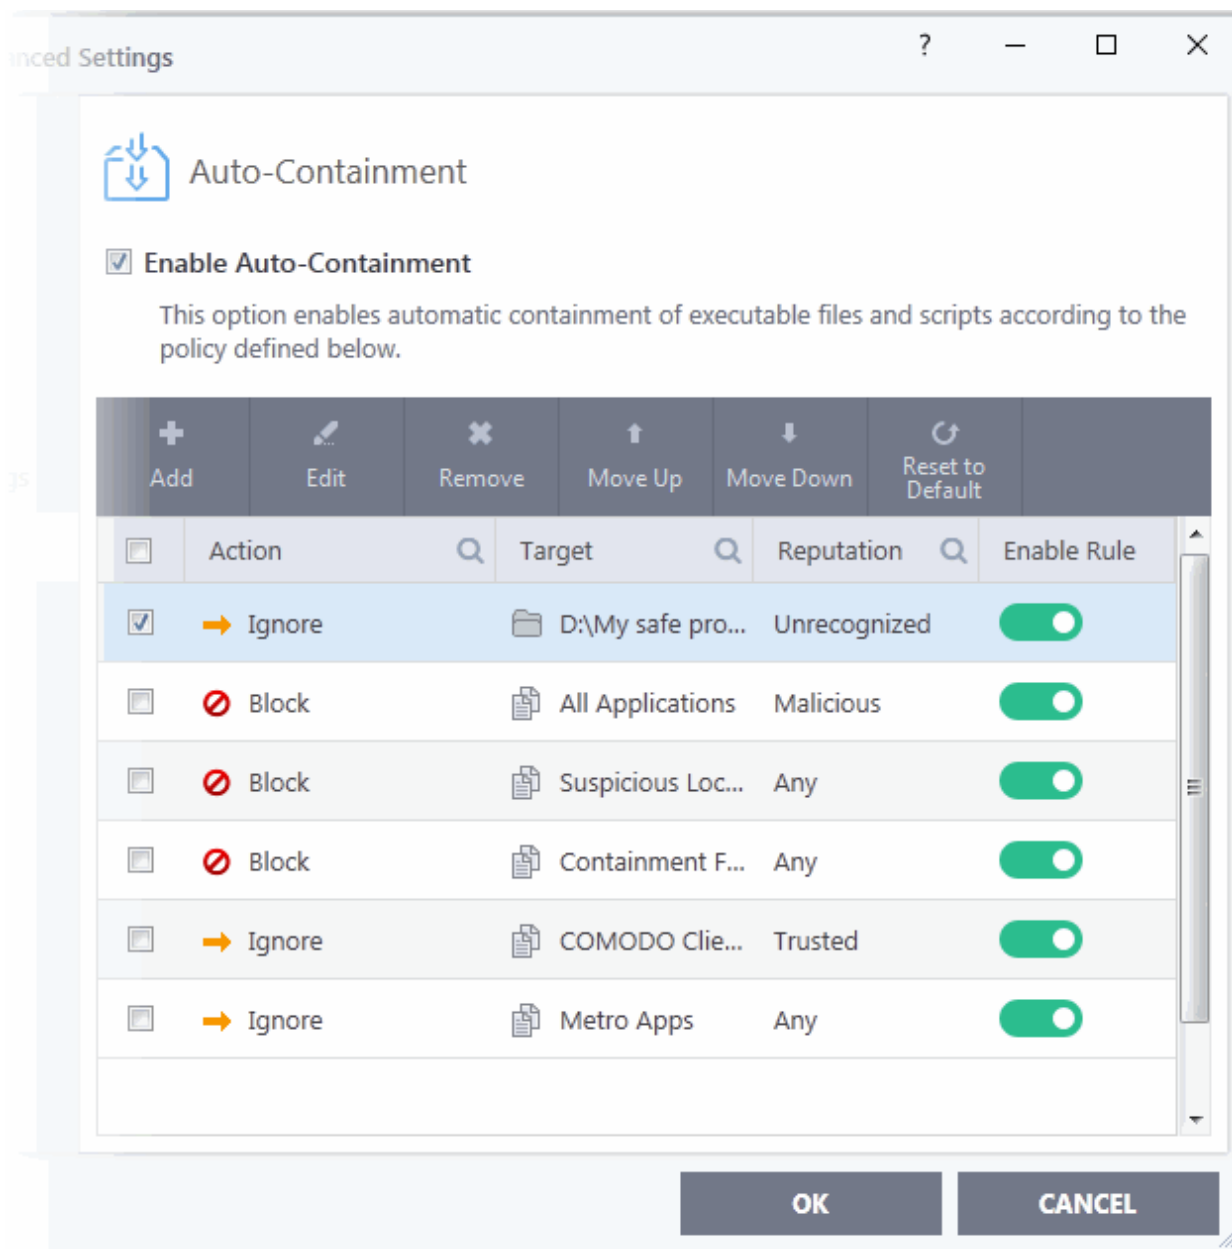 anced Settings
?
Auto-Containment
Enable Auto-Containment
This option enables automatic containment of executable files and scripts according to the
policy defined below.
Add Edit Remove Move Up Move Down Reset to Default
Action Target Reputation Enable Rule
Ignore D:\My safe pro... Unrecognized
Block All Applications Malicious
Block Suspicious Loc... Any
Block Containment F... Any
Ignore COMODO Clie... Trusted
Ignore Metro Apps Any
gs
OK CANCEL